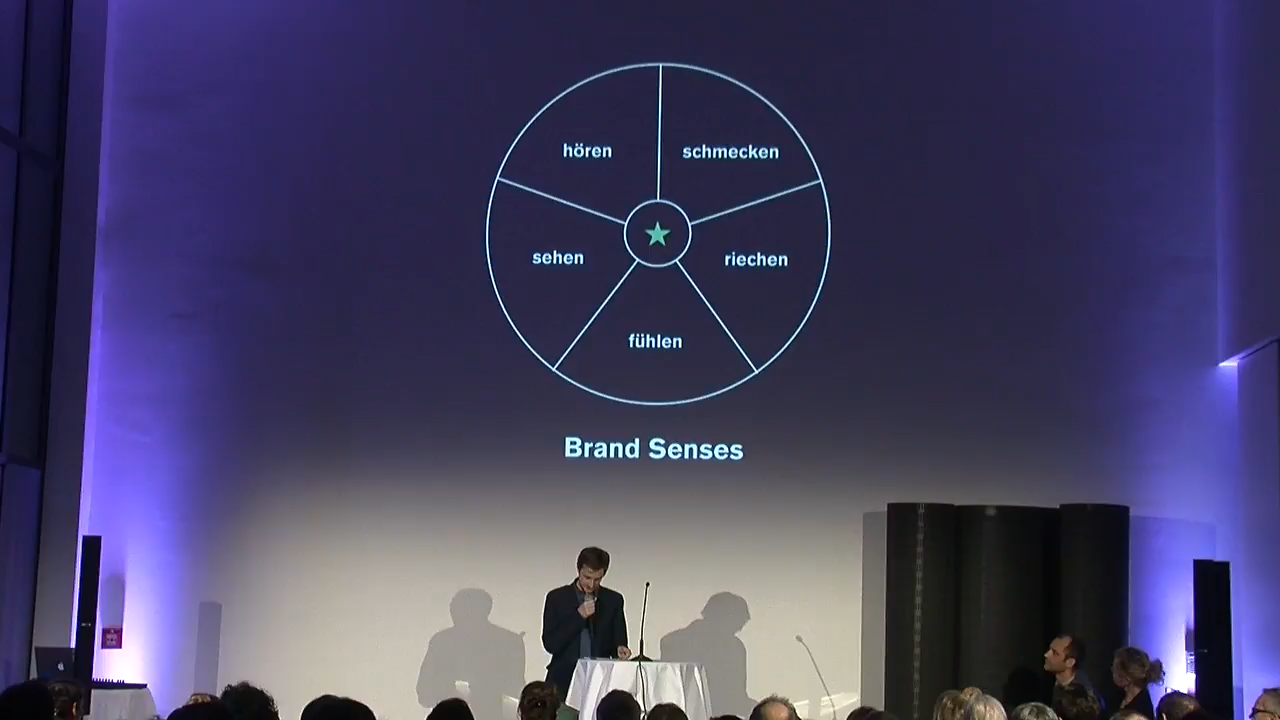 hören
schmecken
sehen
riechen
fühlen
Brand Senses